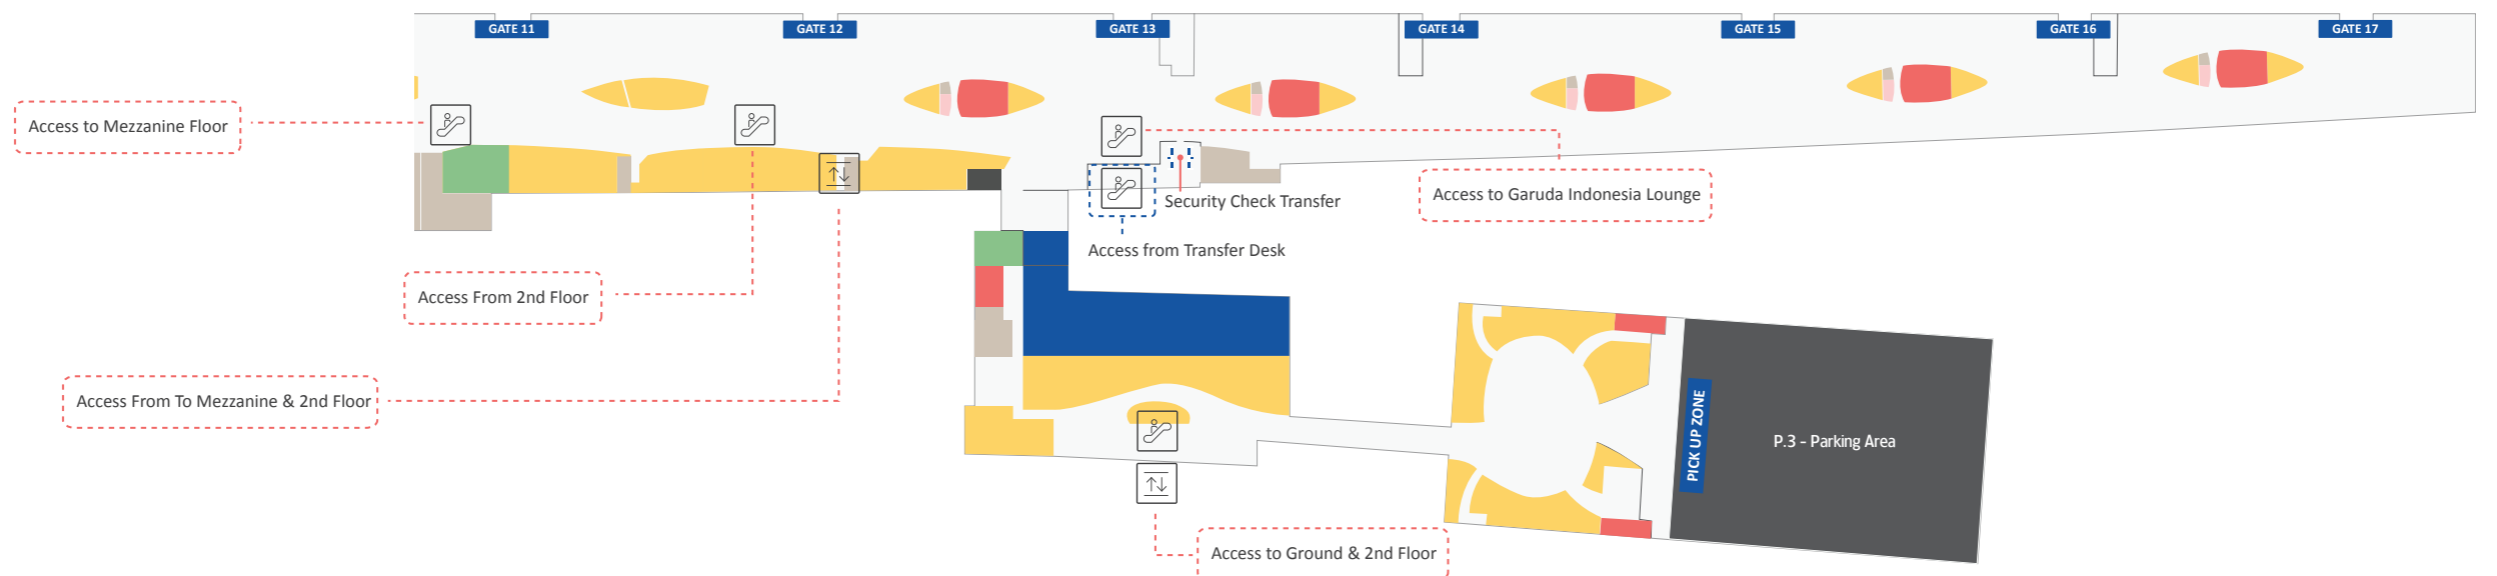 GATE 11
GATE 12
GATE 13
GATE 14
GATE 15
GATE 16
GATE 17
Access to Mezzanine Floor
Access to Garuda Indonesia Lounge
Security Check Transfer
Access from Transfer Desk
Access From 2nd Floor
Access From To Mezzanine & 2nd Floor
PICK UP ZONE
P.3 - Parking Area
Access to Ground & 2nd Floor